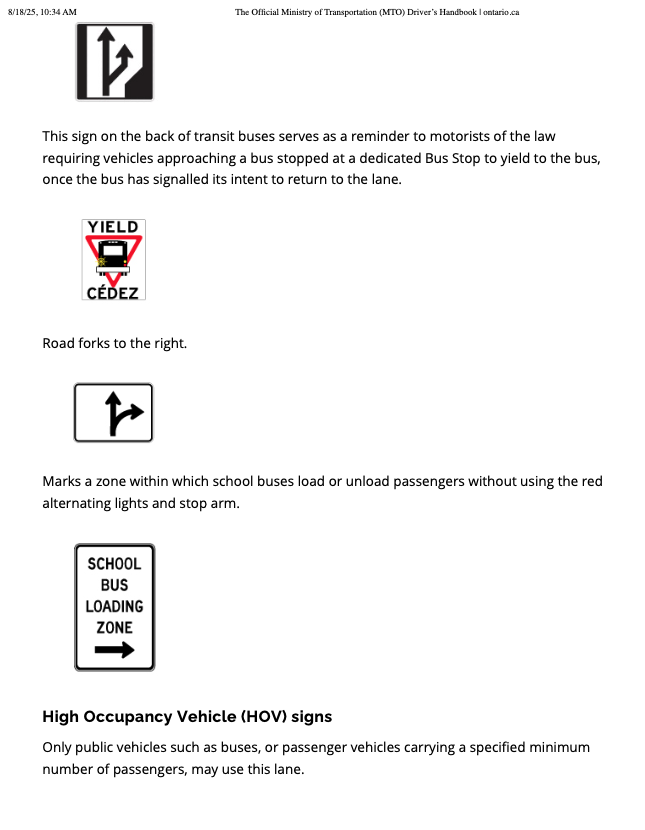 8/18/25, 10:34 AM The Official Ministry of Transportation (MTO) Driver's Handbook | ontario.ca
This sign on the back of transit buses serves as a reminder to motorists of the law
requiring vehicles approaching a bus stopped at a dedicated Bus Stop to yield to the bus,
once the bus has signalled its intent to return to the lane.
YIELD
CÉDEZ
Road forks to the right.
Marks a zone within which school buses load or unload passengers without using the red
alternating lights and stop arm.
SCHOOL
BUS
LOADING
ZONE
High Occupancy Vehicle (HOV) signs
Only public vehicles such as buses, or passenger vehicles carrying a specified minimum
number of passengers, may use this lane.